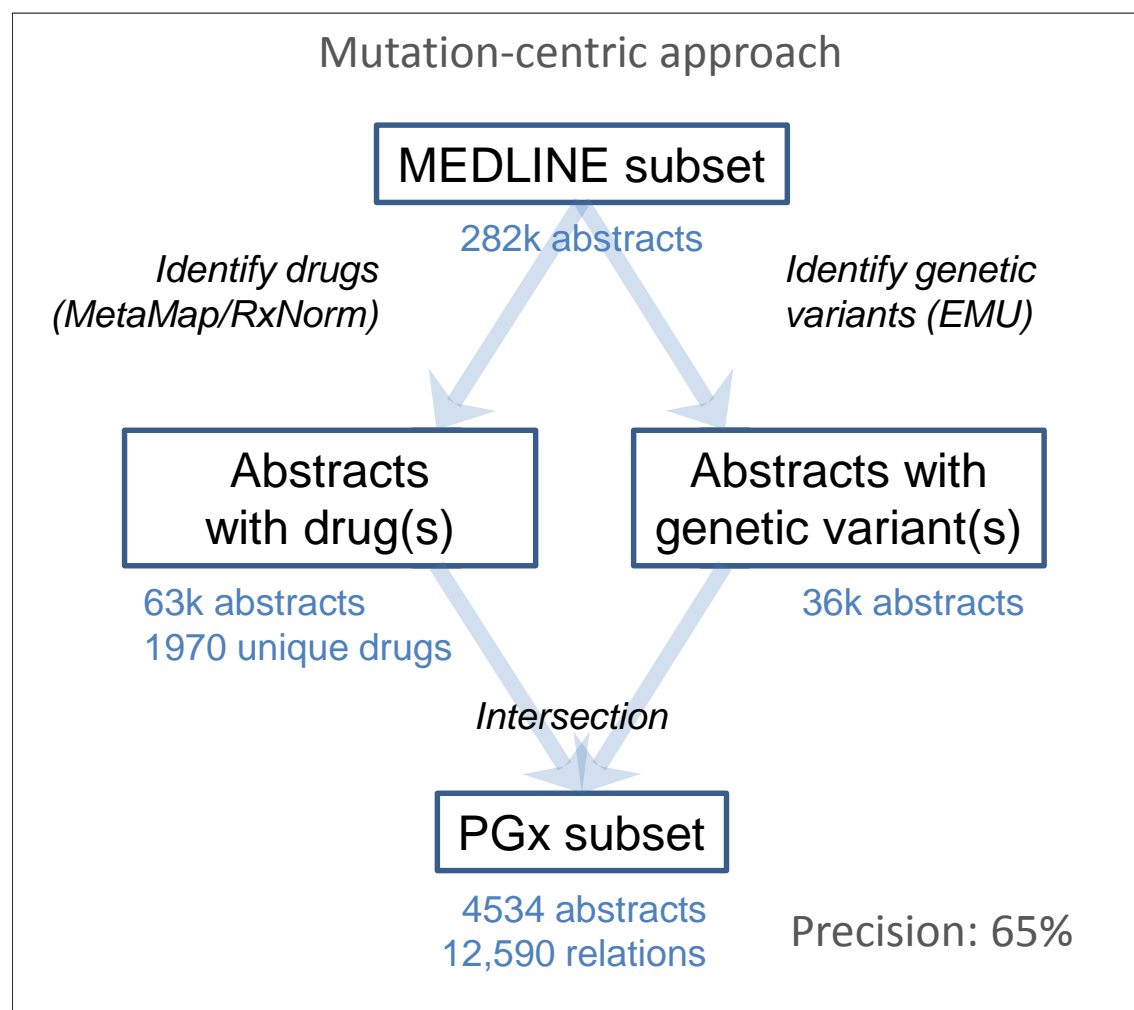 Mutation-centric approach
MEDLINE subset
282k abstracts
Identify drugs
(MetaMap/RxNorm)
Identify genetic
variants (EMU)
Abstracts
with drug(s)
63k abstracts
1970 unique drugs
Abstracts with
genetic variant(s)
36k abstracts
Intersection
PGx subset
4534 abstracts
12,590 relations
Precision: 65%